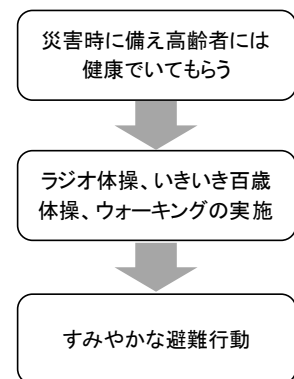 災害時に備え高齢者には
健康でいてもらう
ラジオ体操、いきいき百歳
体操、ウォーキングの実施
すみやかな避難行動